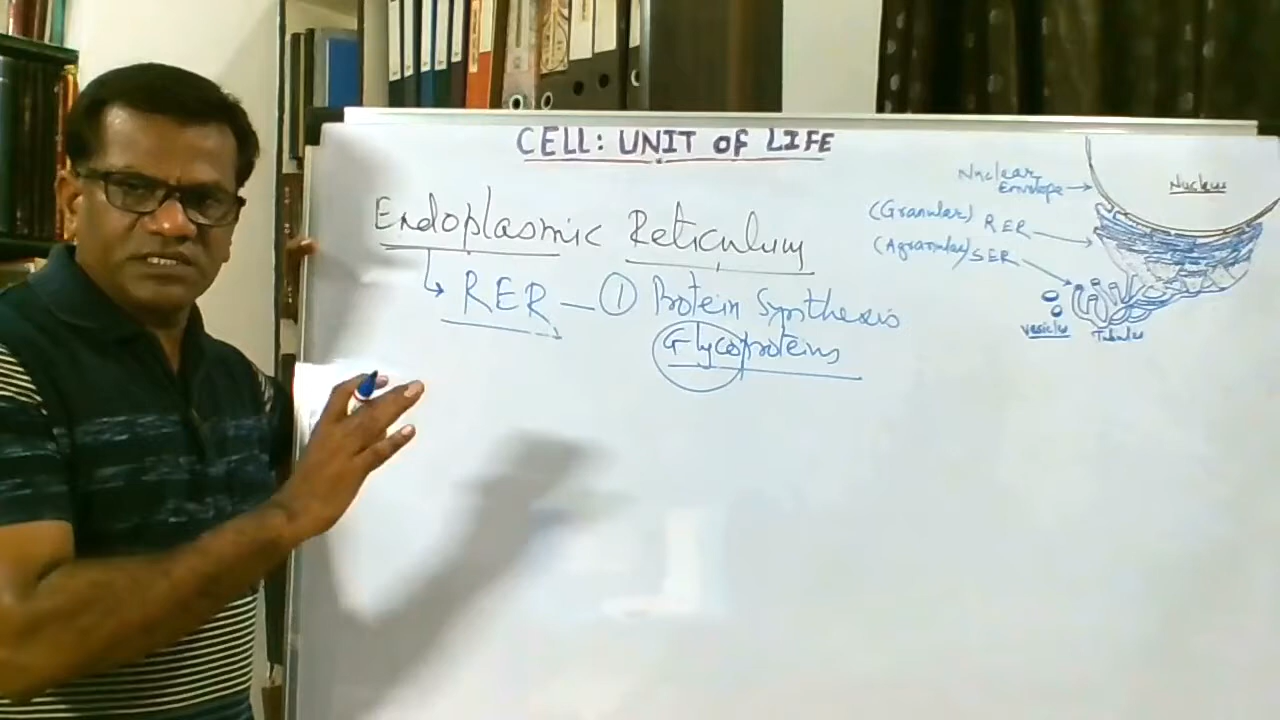 CELL: UNIT OF LIFE
Endoplasmic Reticulum
RER — ① Protein Synthesis
Glycoproteins
Nuclear Envelope
Nucleus
(Granular) RER
(Agranular) SER
Vesicles
Tubules